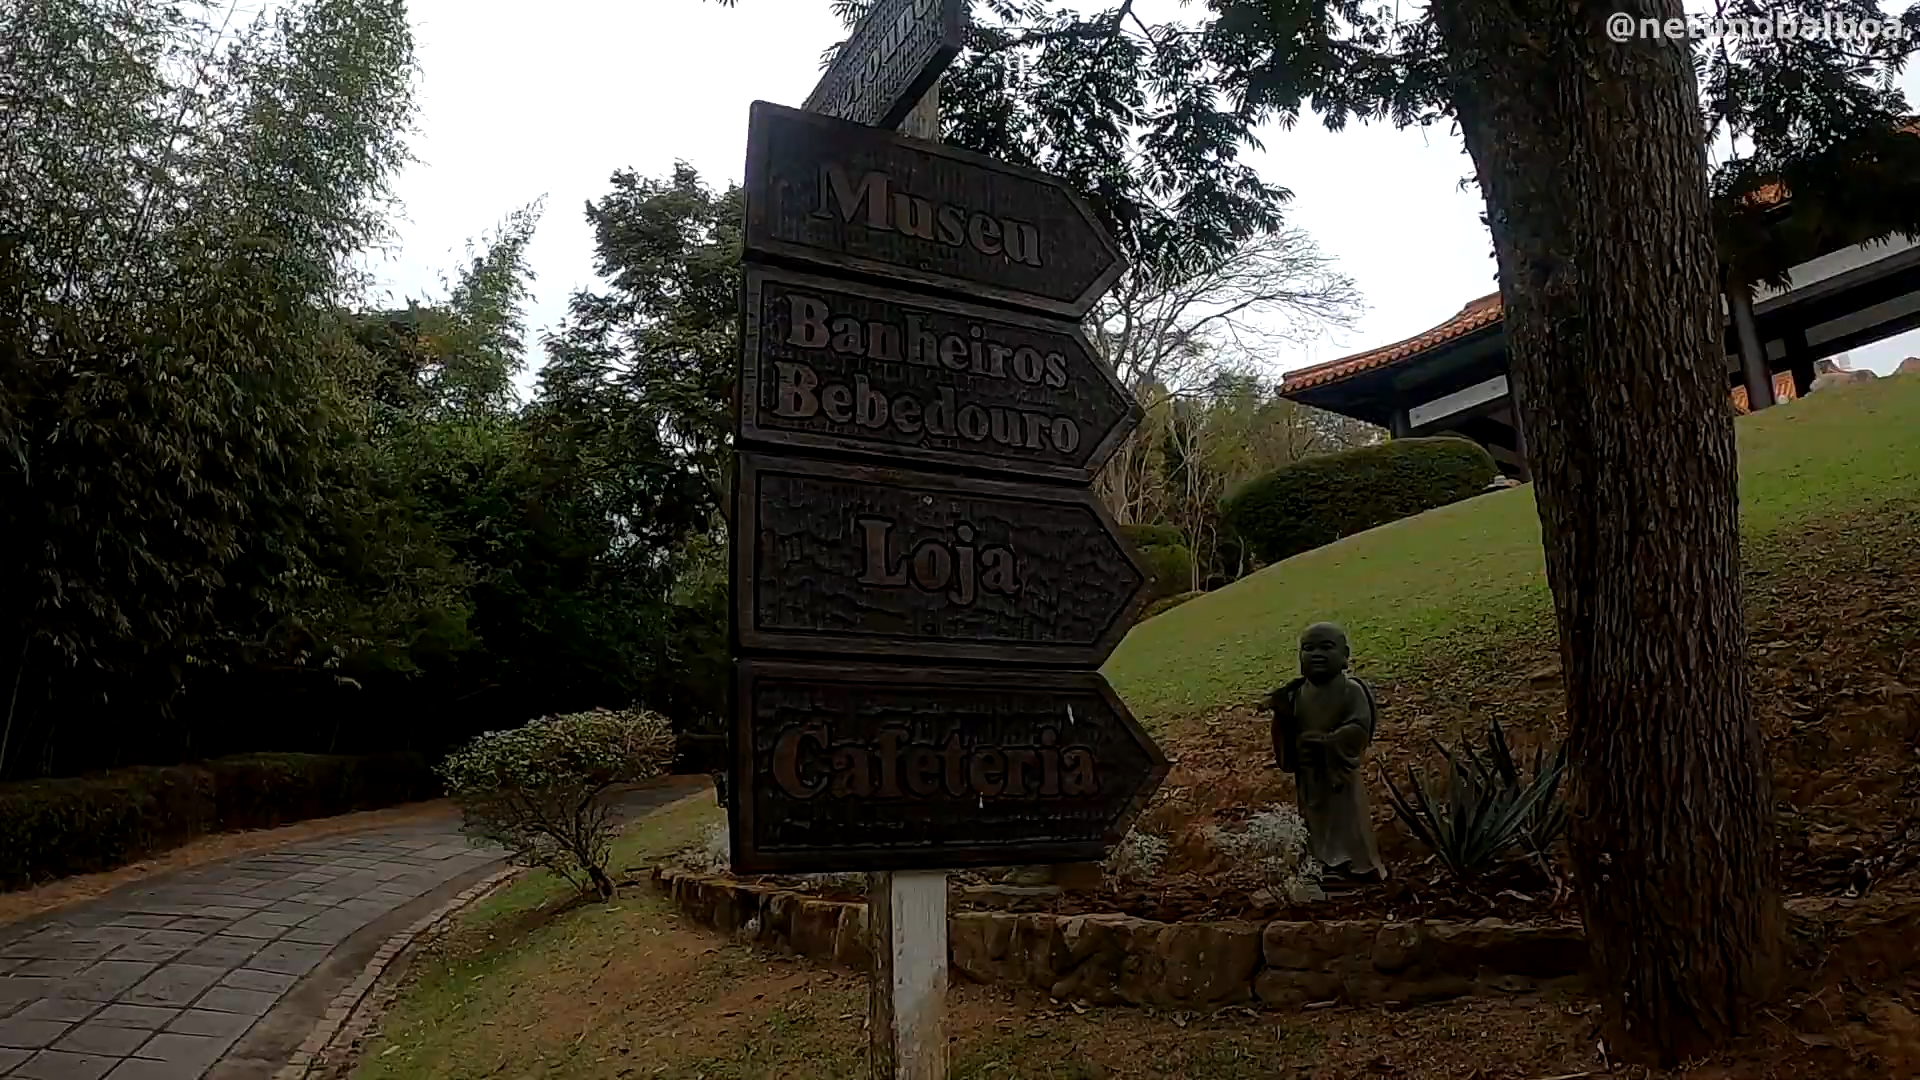 @netunobalboa
Museu
Banheiros
Bebedouro
Loja
Cafeteria